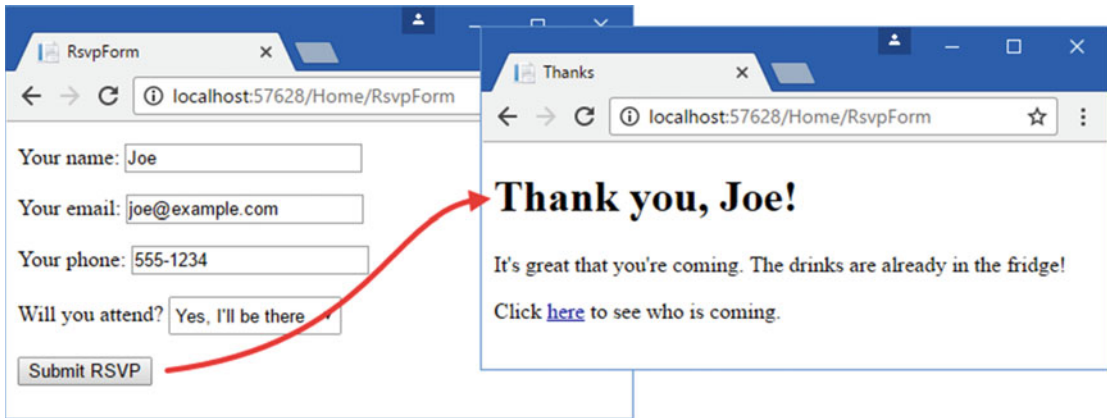 RsvpForm
localhost:57628/Home/RsvpForm
Your name: Joe
Your email: joe@example.com
Your phone: 555-1234
Will you attend? Yes, I'll be there
Submit RSVP
Thanks
localhost:57628/Home/RsvpForm
Thank you, Joe!
It's great that you're coming. The drinks are already in the fridge!
Click here to see who is coming.